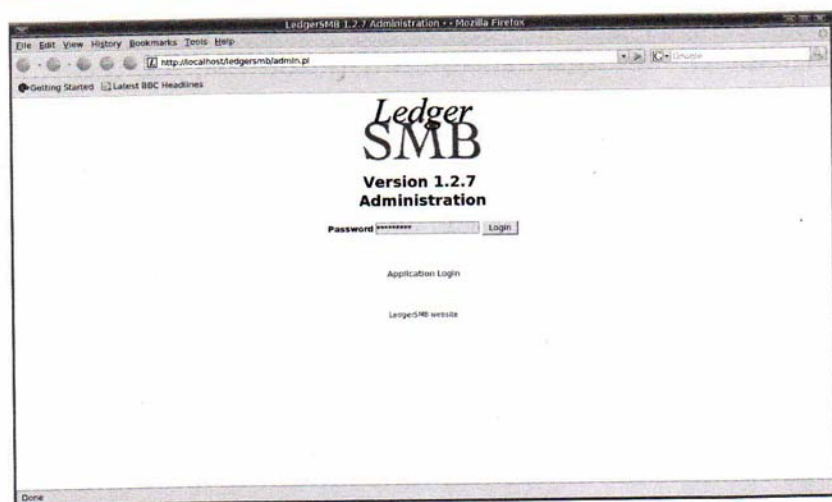 LedgerSMB 1.2.7 Administration - - Mozilla Firefox
File Edit View History Bookmarks Tools Help
http://localhost/ledgersmb/admin.pl
Getting Started Latest BBC Headlines
Ledger
SMB
Version 1.2.7
Administration
Password ********* Login
Application Login
LedgerSMB website
Done